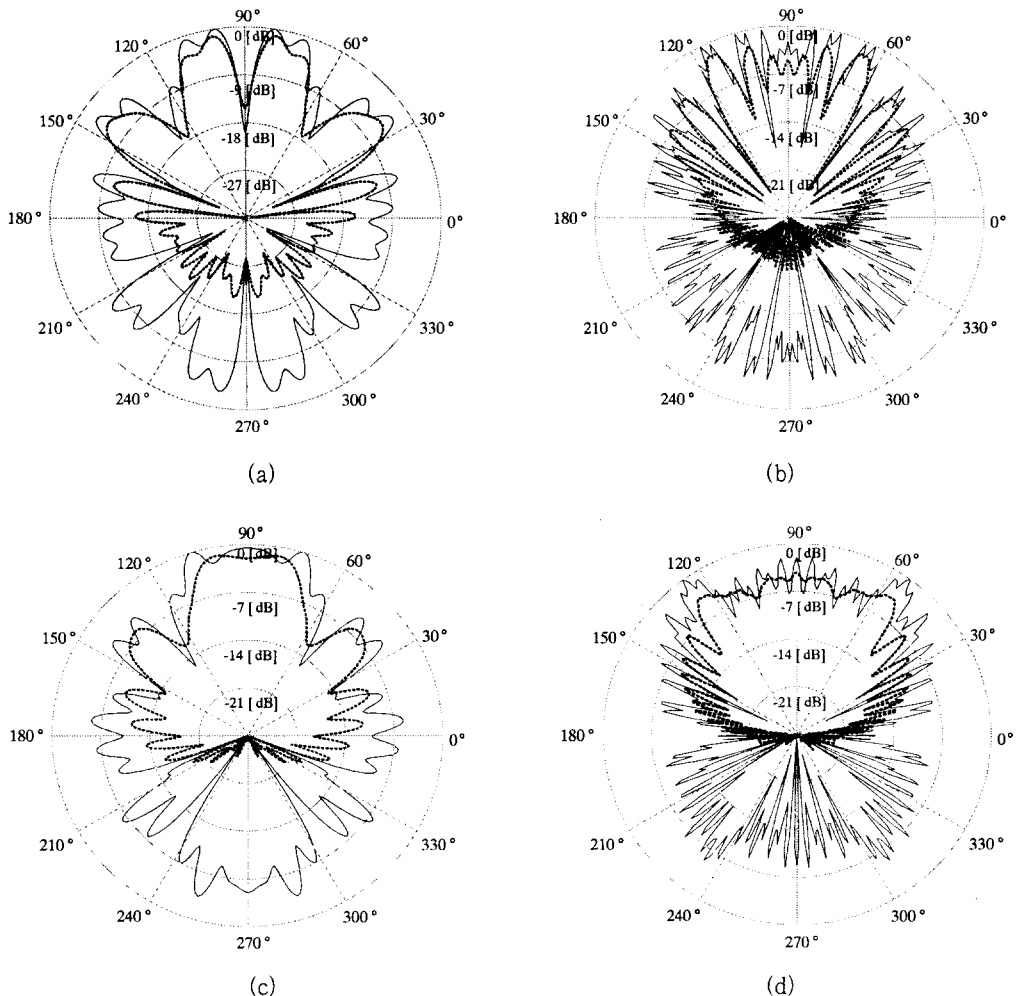 90°
0 [ dB]
120°
60°
-9 [ dB]
150°
30°
-18 [ dB]
-27 [ dB]
180°
0°
210°
330°
240°
300°
270°
(a)
90°
0 [ dB]
120°
60°
-7 [ dB]
150°
30°
-14 [ dB]
-21 [ dB]
180°
0°
210°
330°
240°
300°
270°
(b)
90°
0 [ dB]
120°
60°
-7 [ dB]
150°
30°
-14 [ dB]
-21 [ dB]
180°
0°
210°
330°
240°
300°
270°
(c)
90°
0 [ dB]
120°
60°
-7 [ dB]
150°
30°
-14 [ dB]
-21 [ dB]
180°
0°
210°
330°
240°
300°
270°
(d)